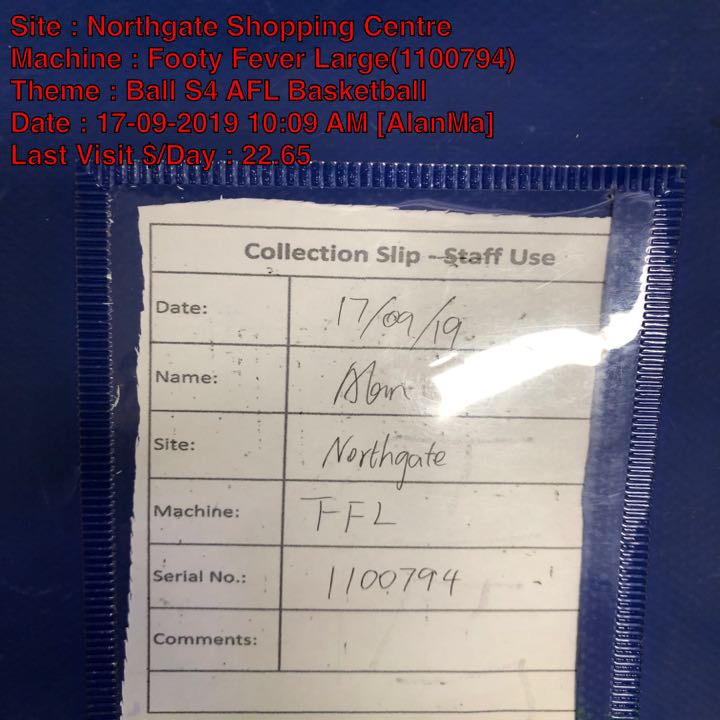 Site : Northgate Shopping Centre
Machine : Footy Fever Large(1100794)
Theme : Ball S4 AFL Basketball
Date : 17-09-2019 10:09 AM [AlanMa]
Last Visit $/Day : 22.65
Collection Slip - Staff Use
Date: 17/09/19
Name: Alan
Site: Northgate
Machine: FFL
Serial No.: 1100794
Comments: